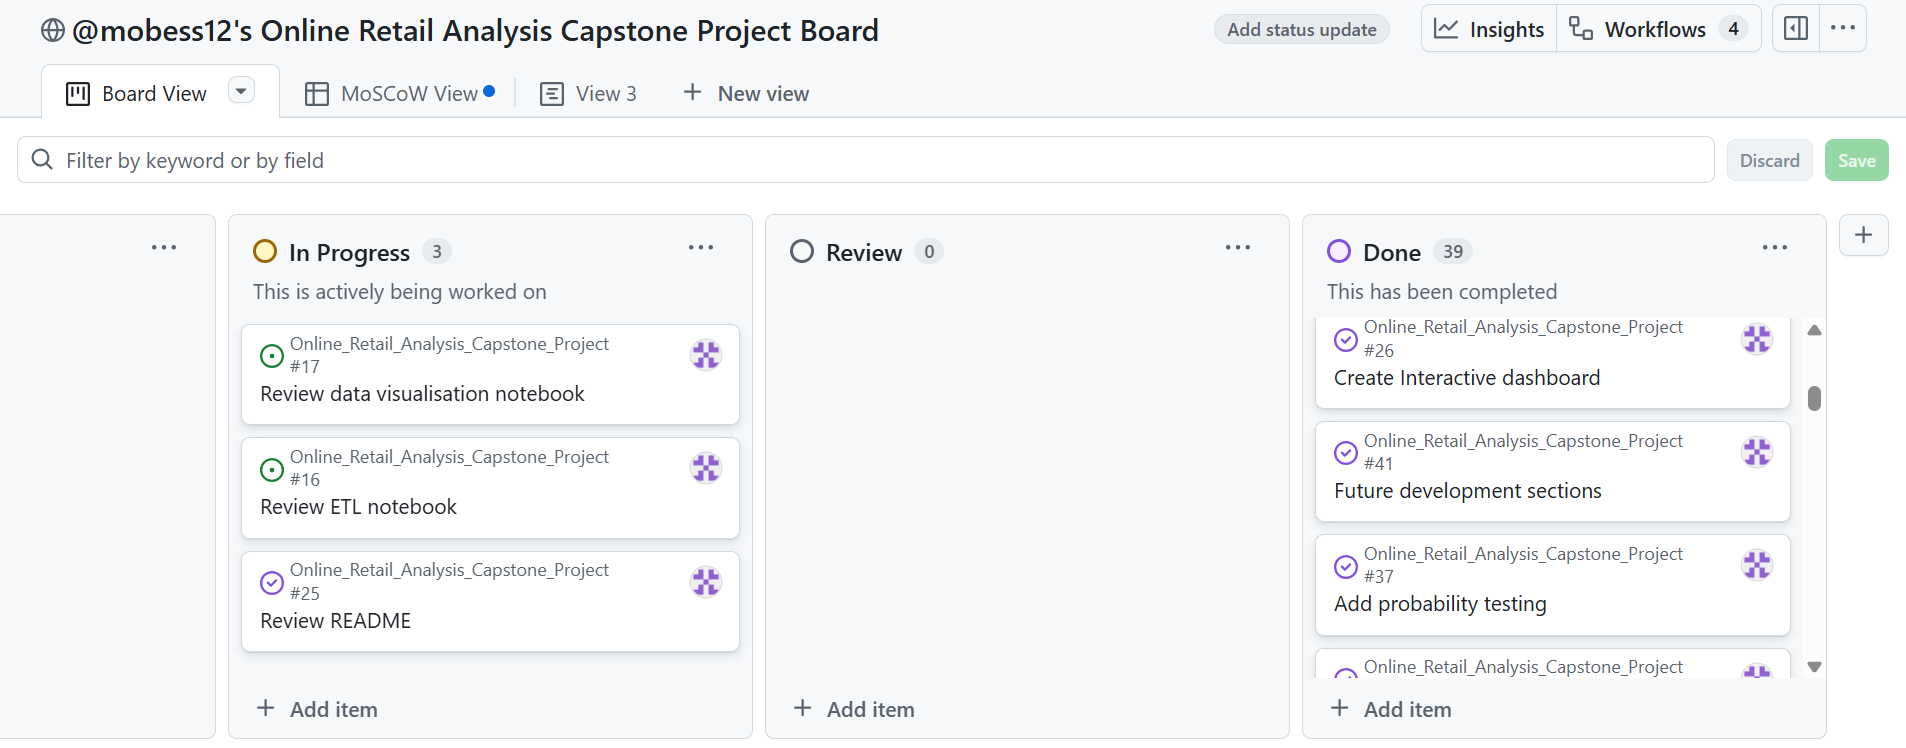 @mobess12's Online Retail Analysis Capstone Project Board
Add status update
Insights
Workflows 4
Board View
MoSCoW View
View 3
New view
Filter by keyword or by field
Discard
Save
In Progress 3
This is actively being worked on
Online_Retail_Analysis_Capstone_Project
#17
Review data visualisation notebook
Online_Retail_Analysis_Capstone_Project
#16
Review ETL notebook
Online_Retail_Analysis_Capstone_Project
#25
Review README
Add item
Review 0
Add item
Done 39
This has been completed
Online_Retail_Analysis_Capstone_Project
#26
Create Interactive dashboard
Online_Retail_Analysis_Capstone_Project
#41
Future development sections
Online_Retail_Analysis_Capstone_Project
#37
Add probability testing
Online_Retail_Analysis_Capstone_Project
Add item